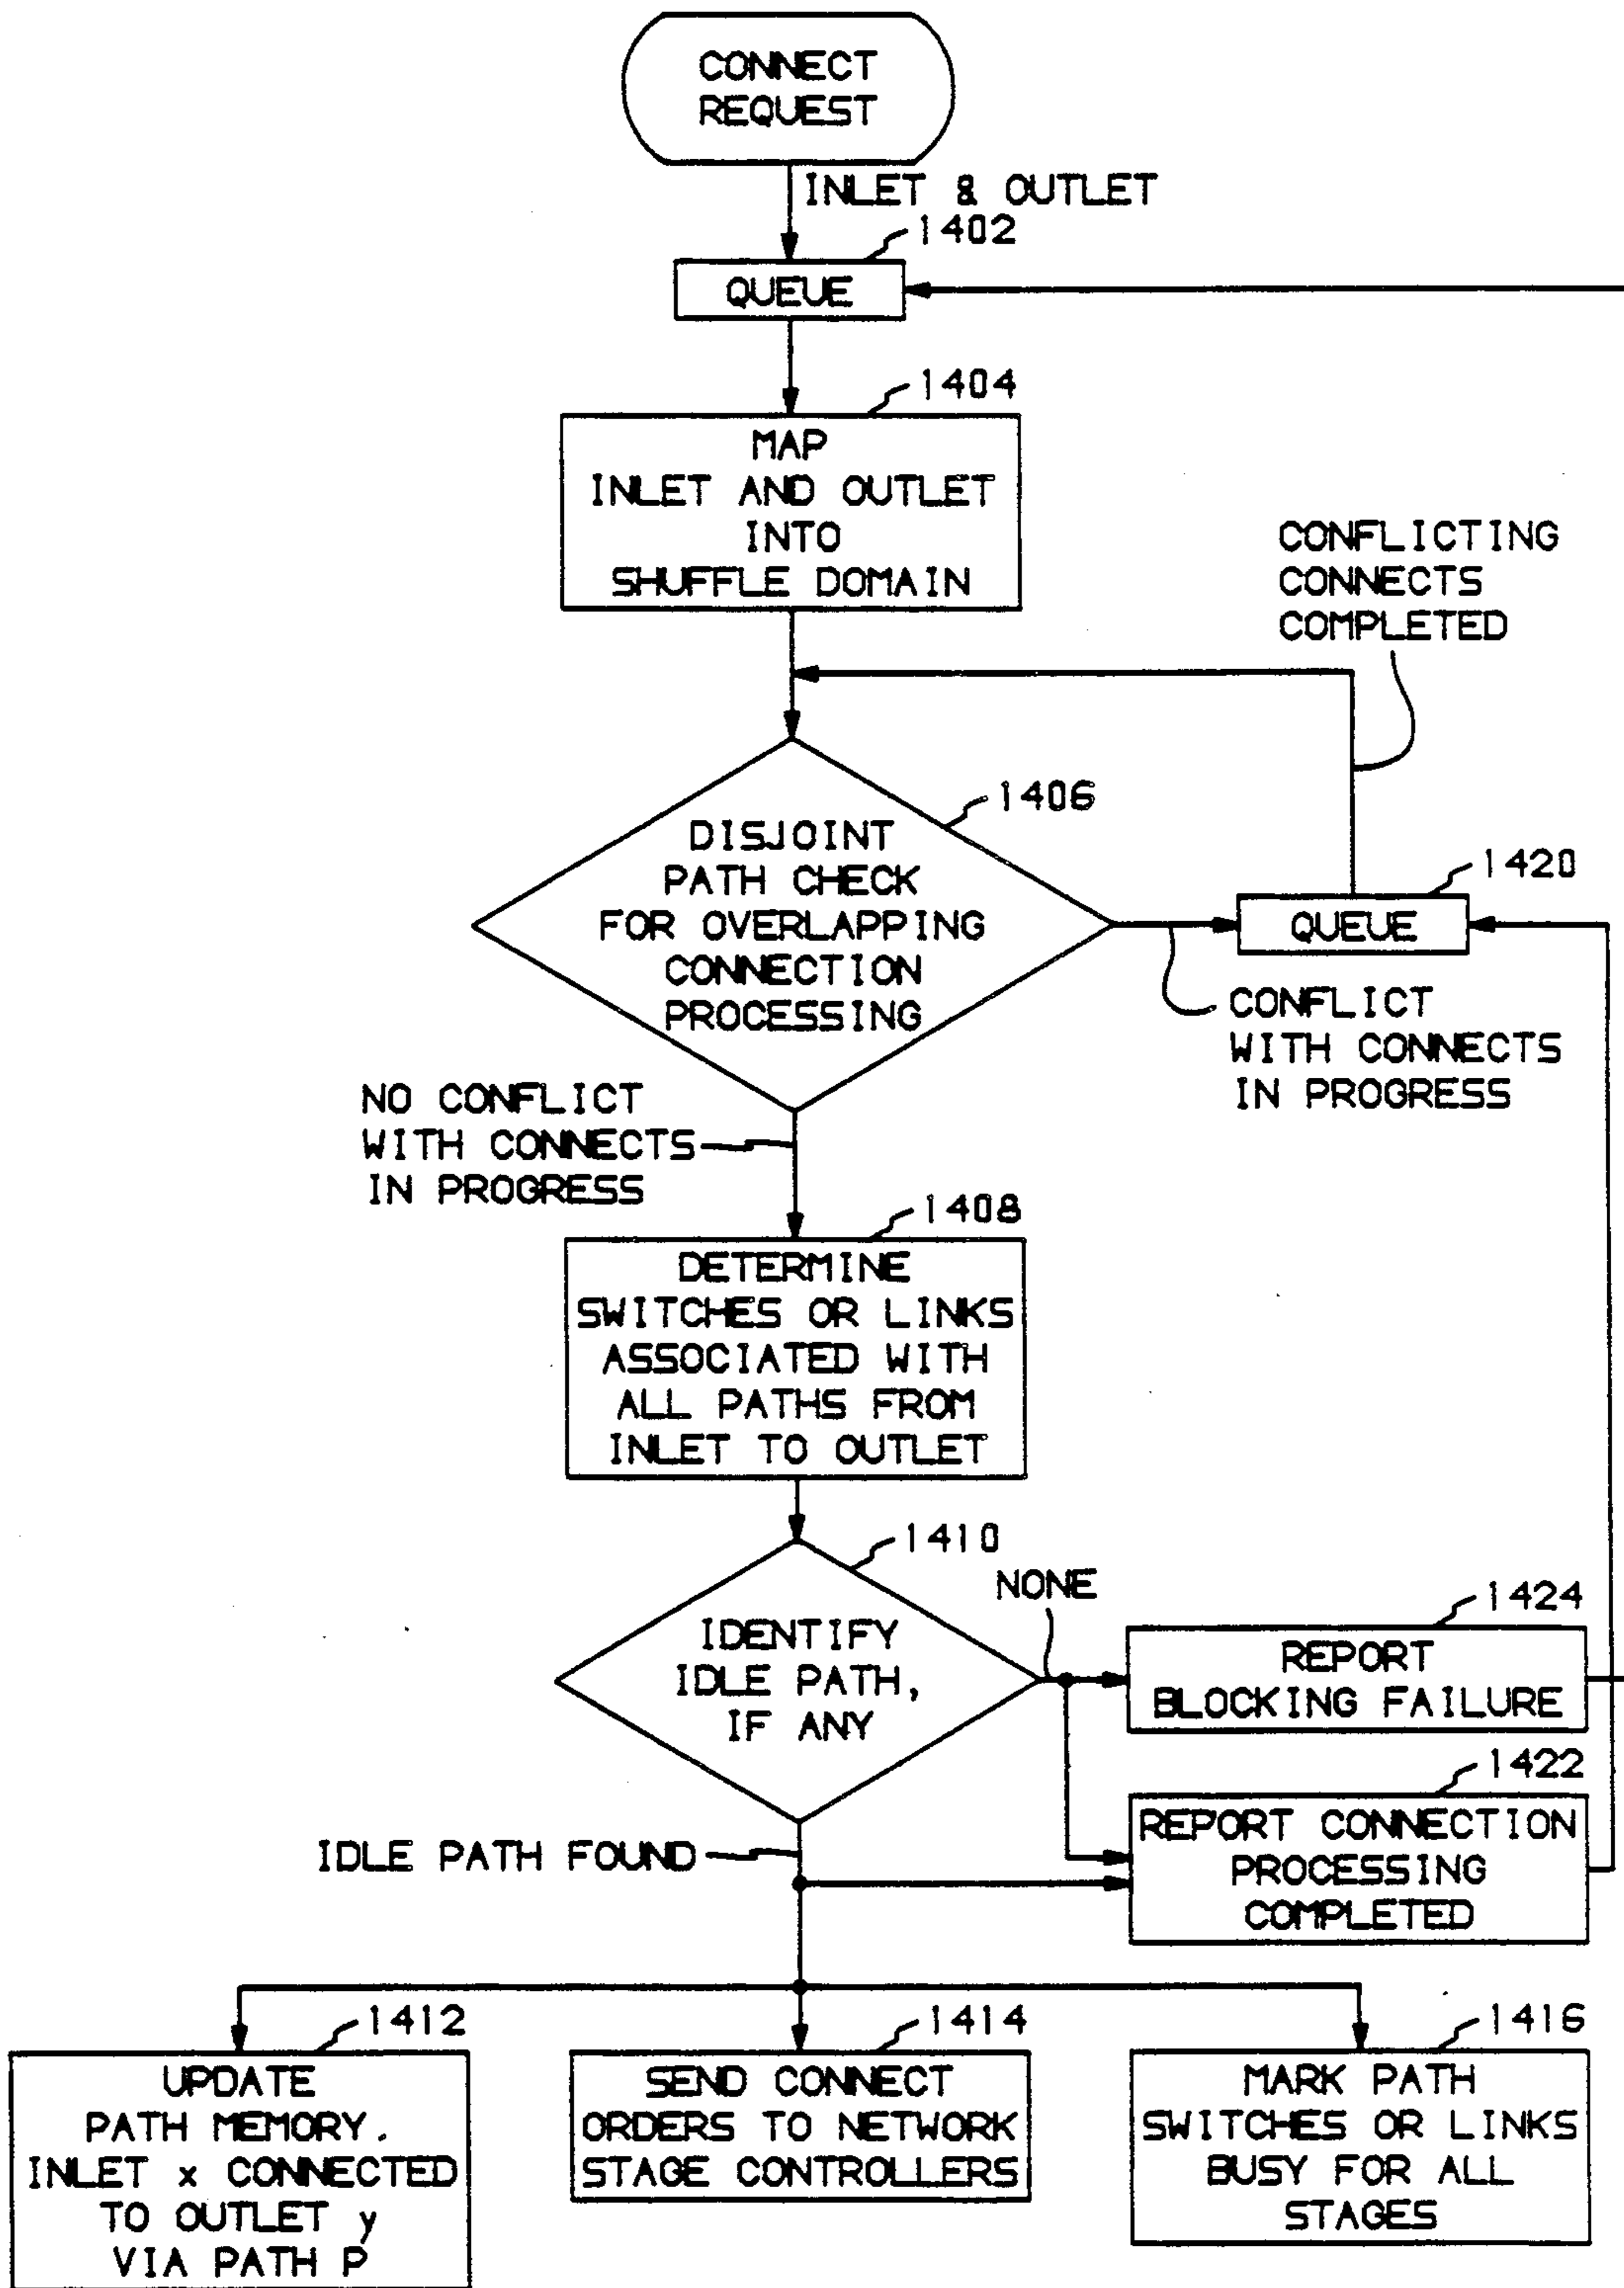 CONNECT
REQUEST
INLET & OUTLET
1402
QUEUE
1404
MAP
INLET AND OUTLET
INTO
SHUFFLE DOMAIN
CONFLICTING
CONNECTS
COMPLETED
1406
DISJOINT
PATH CHECK
FOR OVERLAPPING
CONNECTION
PROCESSING
1420
QUEUE
CONFLICT
WITH CONNECTS
IN PROGRESS
NO CONFLICT
WITH CONNECTS
IN PROGRESS
1408
DETERMINE
SWITCHES OR LINKS
ASSOCIATED WITH
ALL PATHS FROM
INLET TO OUTLET
1410
IDENTIFY
IDLE PATH,
IF ANY
NONE
1424
REPORT
BLOCKING FAILURE
1422
REPORT CONNECTION
PROCESSING
COMPLETED
IDLE PATH FOUND
1412
UPDATE
PATH MEMORY.
INLET x CONNECTED
TO OUTLET y
VIA PATH P
1414
SEND CONNECT
ORDERS TO NETWORK
STAGE CONTROLLERS
1416
MARK PATH
SWITCHES OR LINKS
BUSY FOR ALL
STAGES